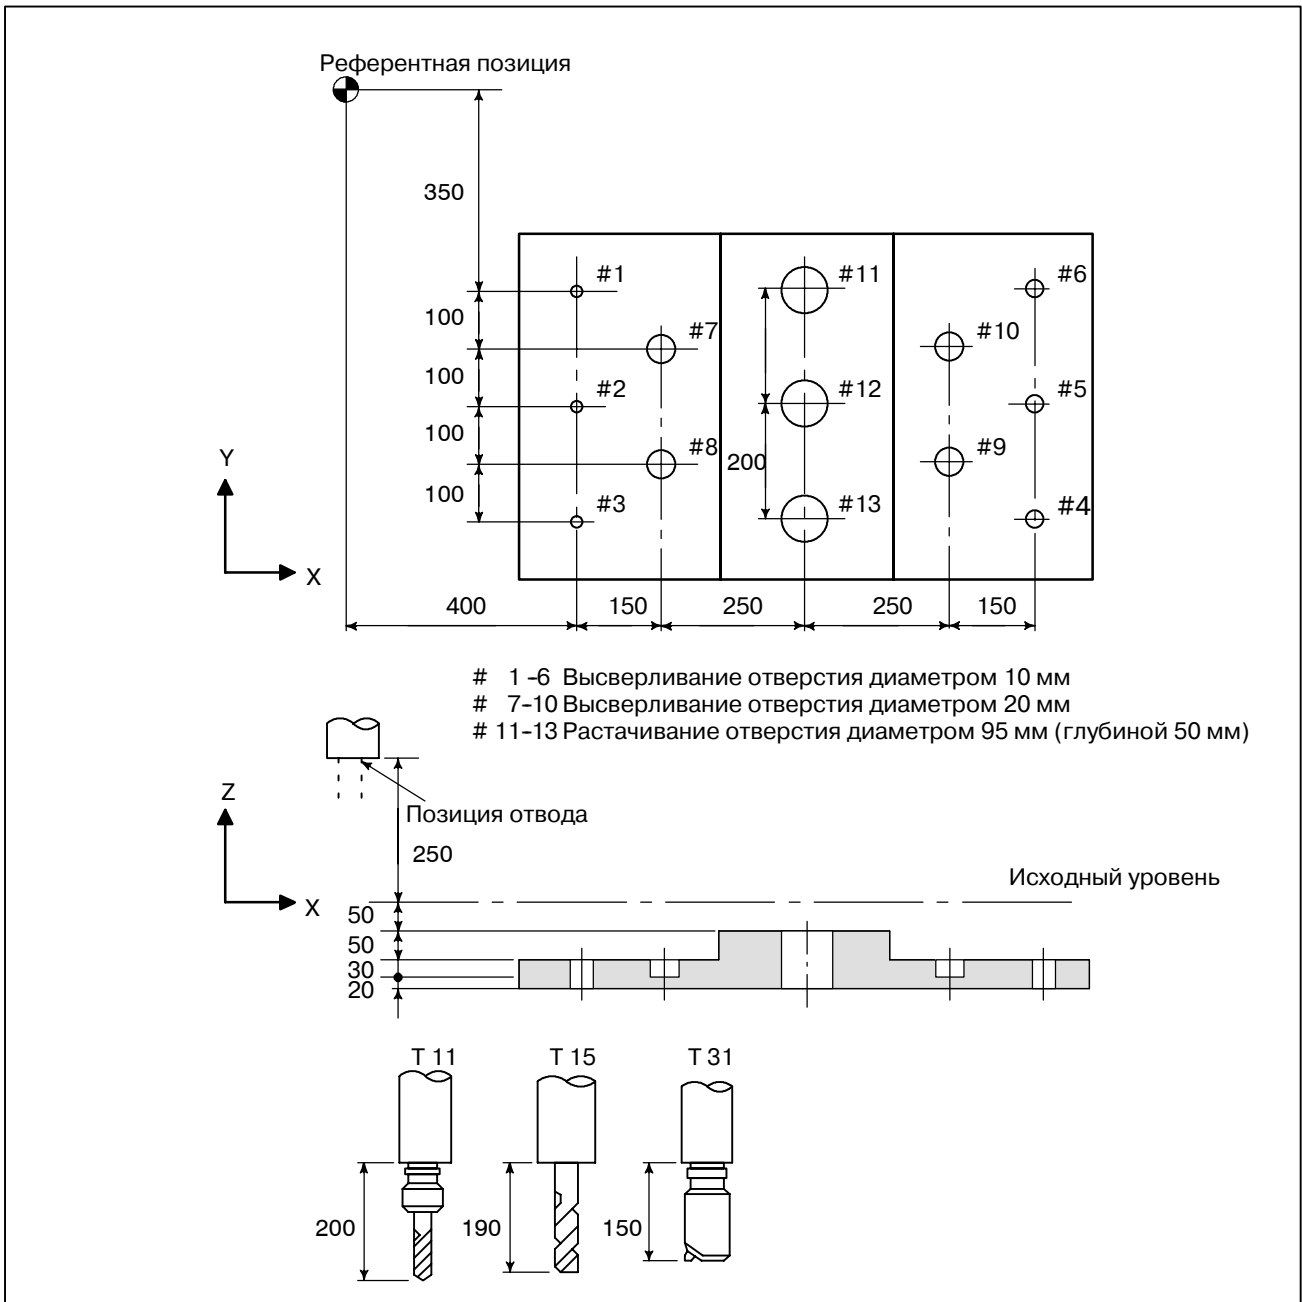 Референтная позиция
350
#1
#11
#6
100
#7
#10
100
#2
#12
#5
100
#8
200
#9
Y
100
#3
#13
#4
X
400
150
250
250
150
# 1-6 Высверливание отверстия диаметром 10 мм
# 7-10 Высверливание отверстия диаметром 20 мм
# 11-13 Растачивание отверстия диаметром 95 мм (глубиной 50 мм)
Z
Позиция отвода
250
Исходный уровень
X
50
50
30
20
T 11
T 15
T 31
200
190
150